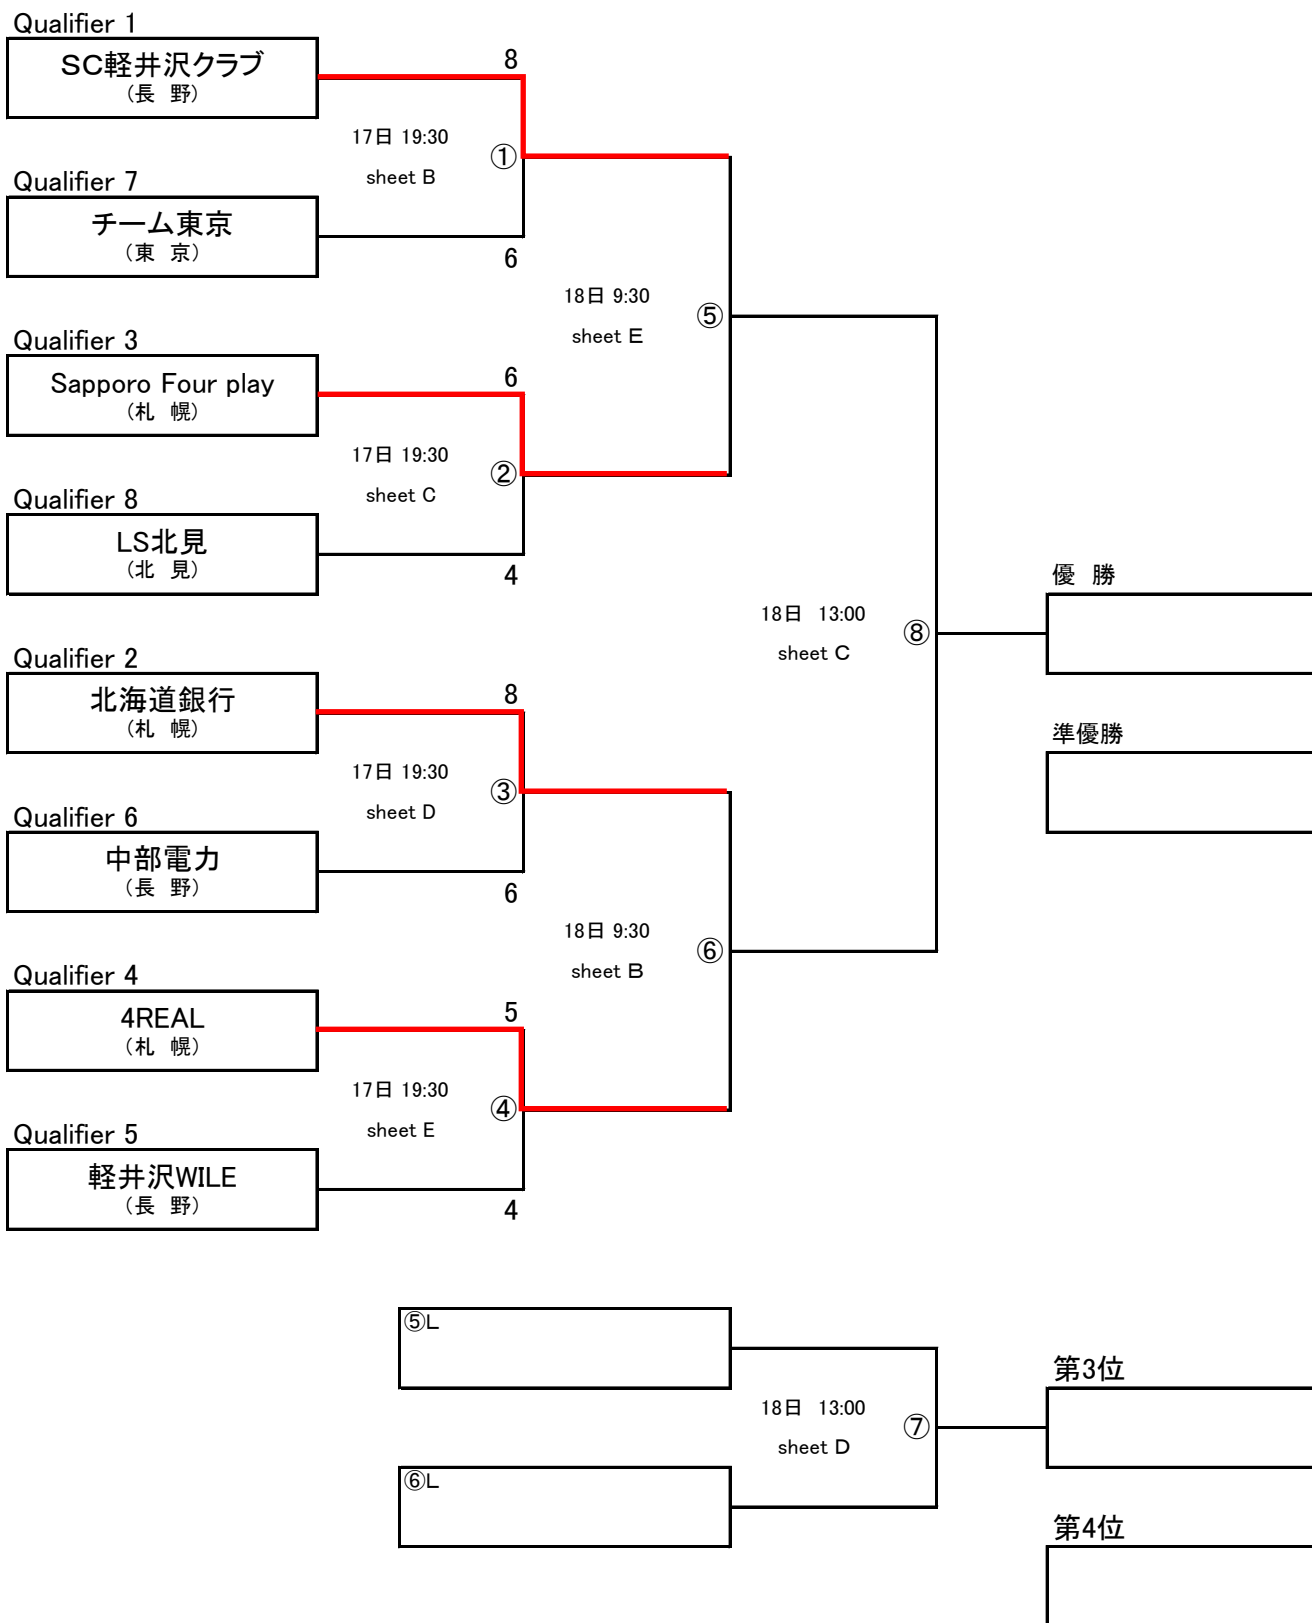 Qualifier 1
SC軽井沢クラブ
(長 野)
8
17日 19:30
①
sheet B
Qualifier 7
チーム東京
(東 京)
6
18日 9:30
⑤
sheet E
Qualifier 3
Sapporo Four play
(札 幌)
6
17日 19:30
②
sheet C
Qualifier 8
LS北見
(北 見)
4
優 勝
18日 13:00
⑧
sheet C
Qualifier 2
北海道銀行
(札 幌)
8
準優勝
17日 19:30
③
sheet D
Qualifier 6
中部電力
(長 野)
6
18日 9:30
⑥
sheet B
Qualifier 4
4REAL
(札 幌)
5
17日 19:30
④
sheet E
Qualifier 5
軽井沢WILE
(長 野)
4
⑤L
第3位
18日 13:00
⑦
sheet D
⑥L
第4位